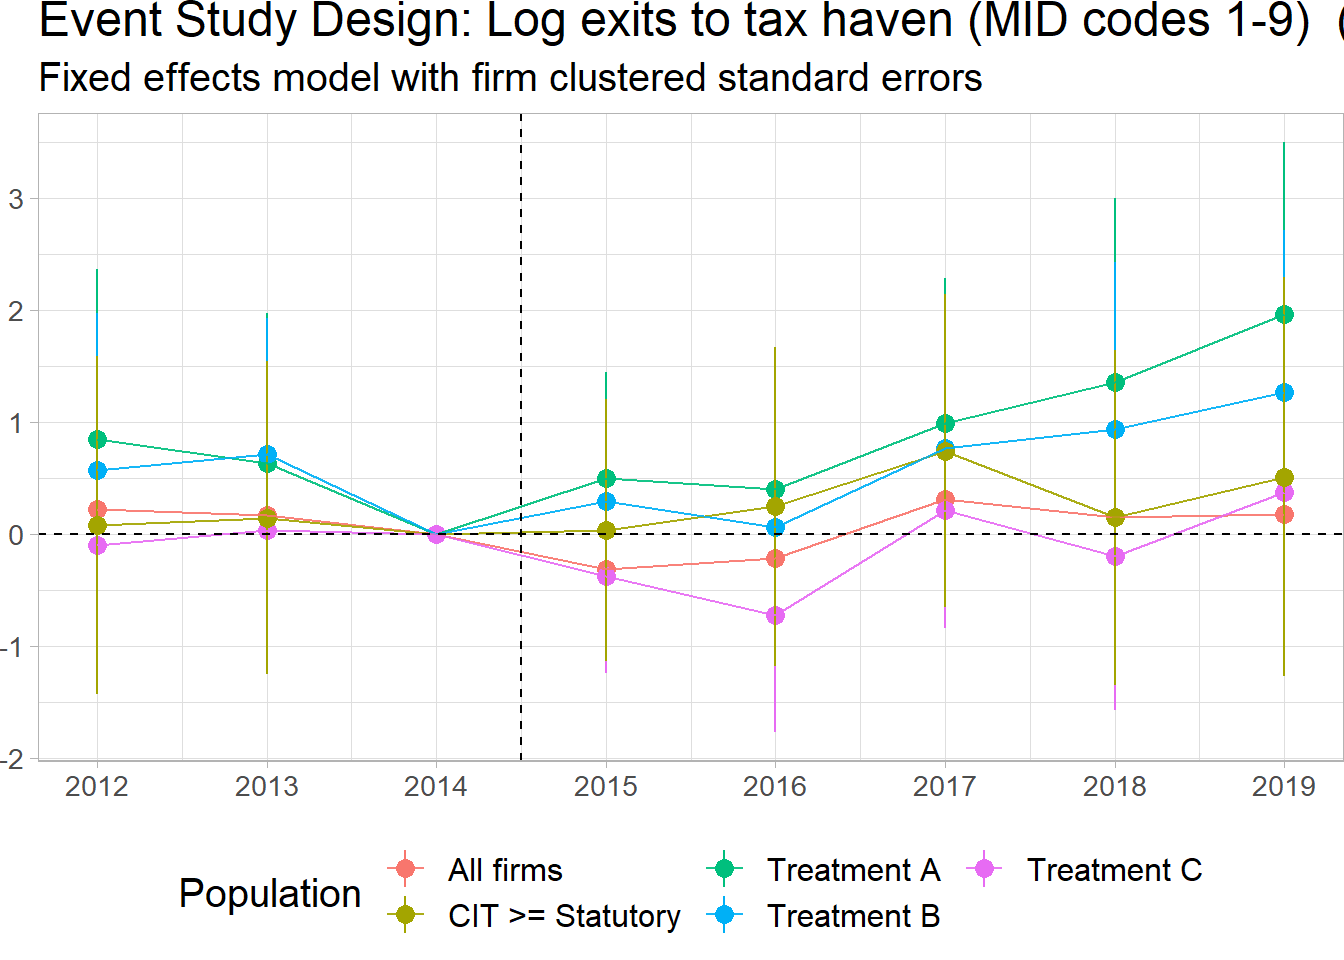 Event Study Design: Log exits to tax haven (MID codes 1-9) (
Fixed effects model with firm clustered standard errors
3
2
1
0
-1
-2
2012 2013 2014 2015 2016 2017 2018 2019
Population
All firms
CIT >= Statutory
Treatment A
Treatment B
Treatment C